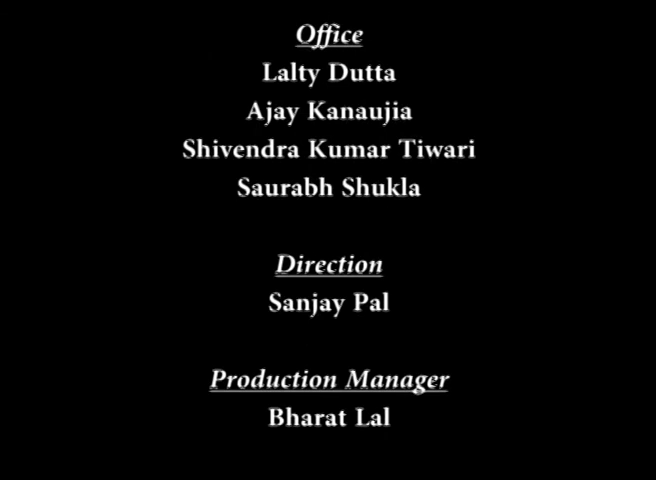 Office
Lalty Dutta
Ajay Kanaujia
Shivendra Kumar Tiwari
Saurabh Shukla
Direction
Sanjay Pal
Production Manager
Bharat Lal